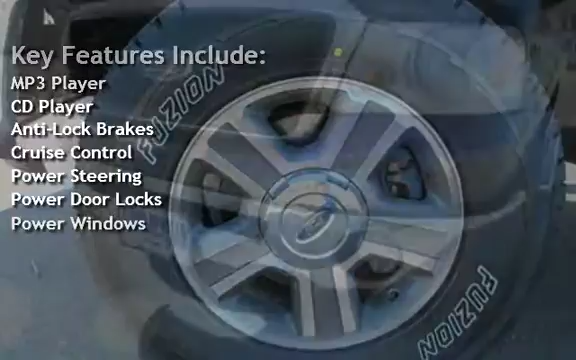 Key Features Include:
MP3 Player
CD Player
Anti-Lock Brakes
Cruise Control
Power Steering
Power Door Locks
Power Windows
FUZION
FUZION